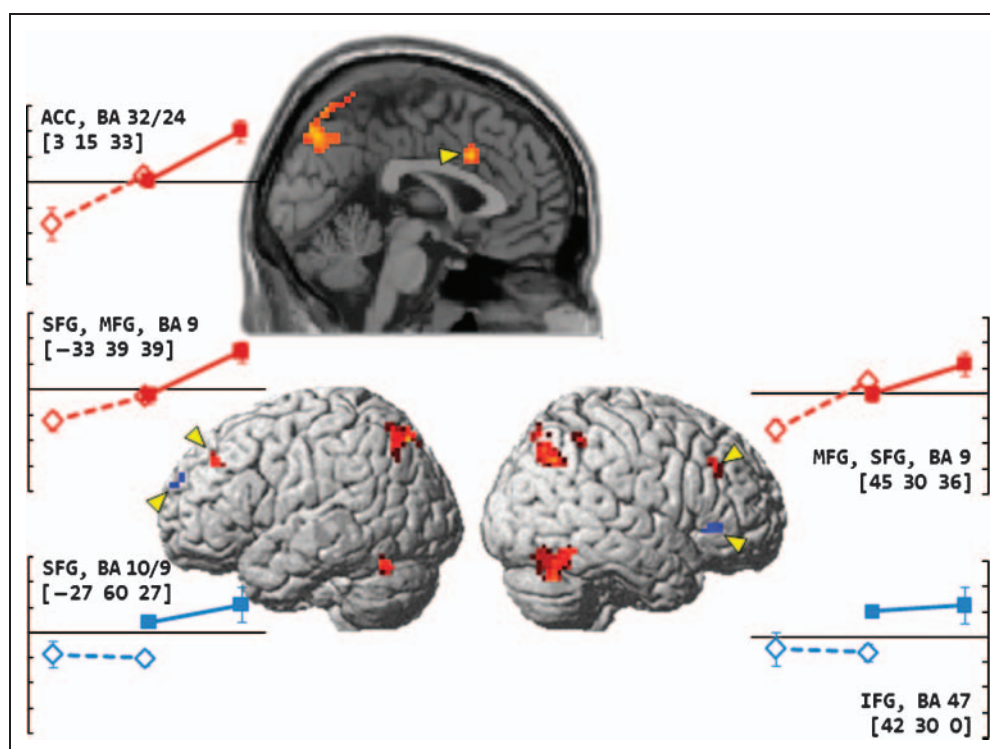 ACC, BA 32/24
[3 15 33]
SFG, MFG, BA 9
[−33 39 39]
MFG, SFG, BA 9
[45 30 36]
SFG, BA 10/9
[−27 60 27]
IFG, BA 47
[42 30 0]